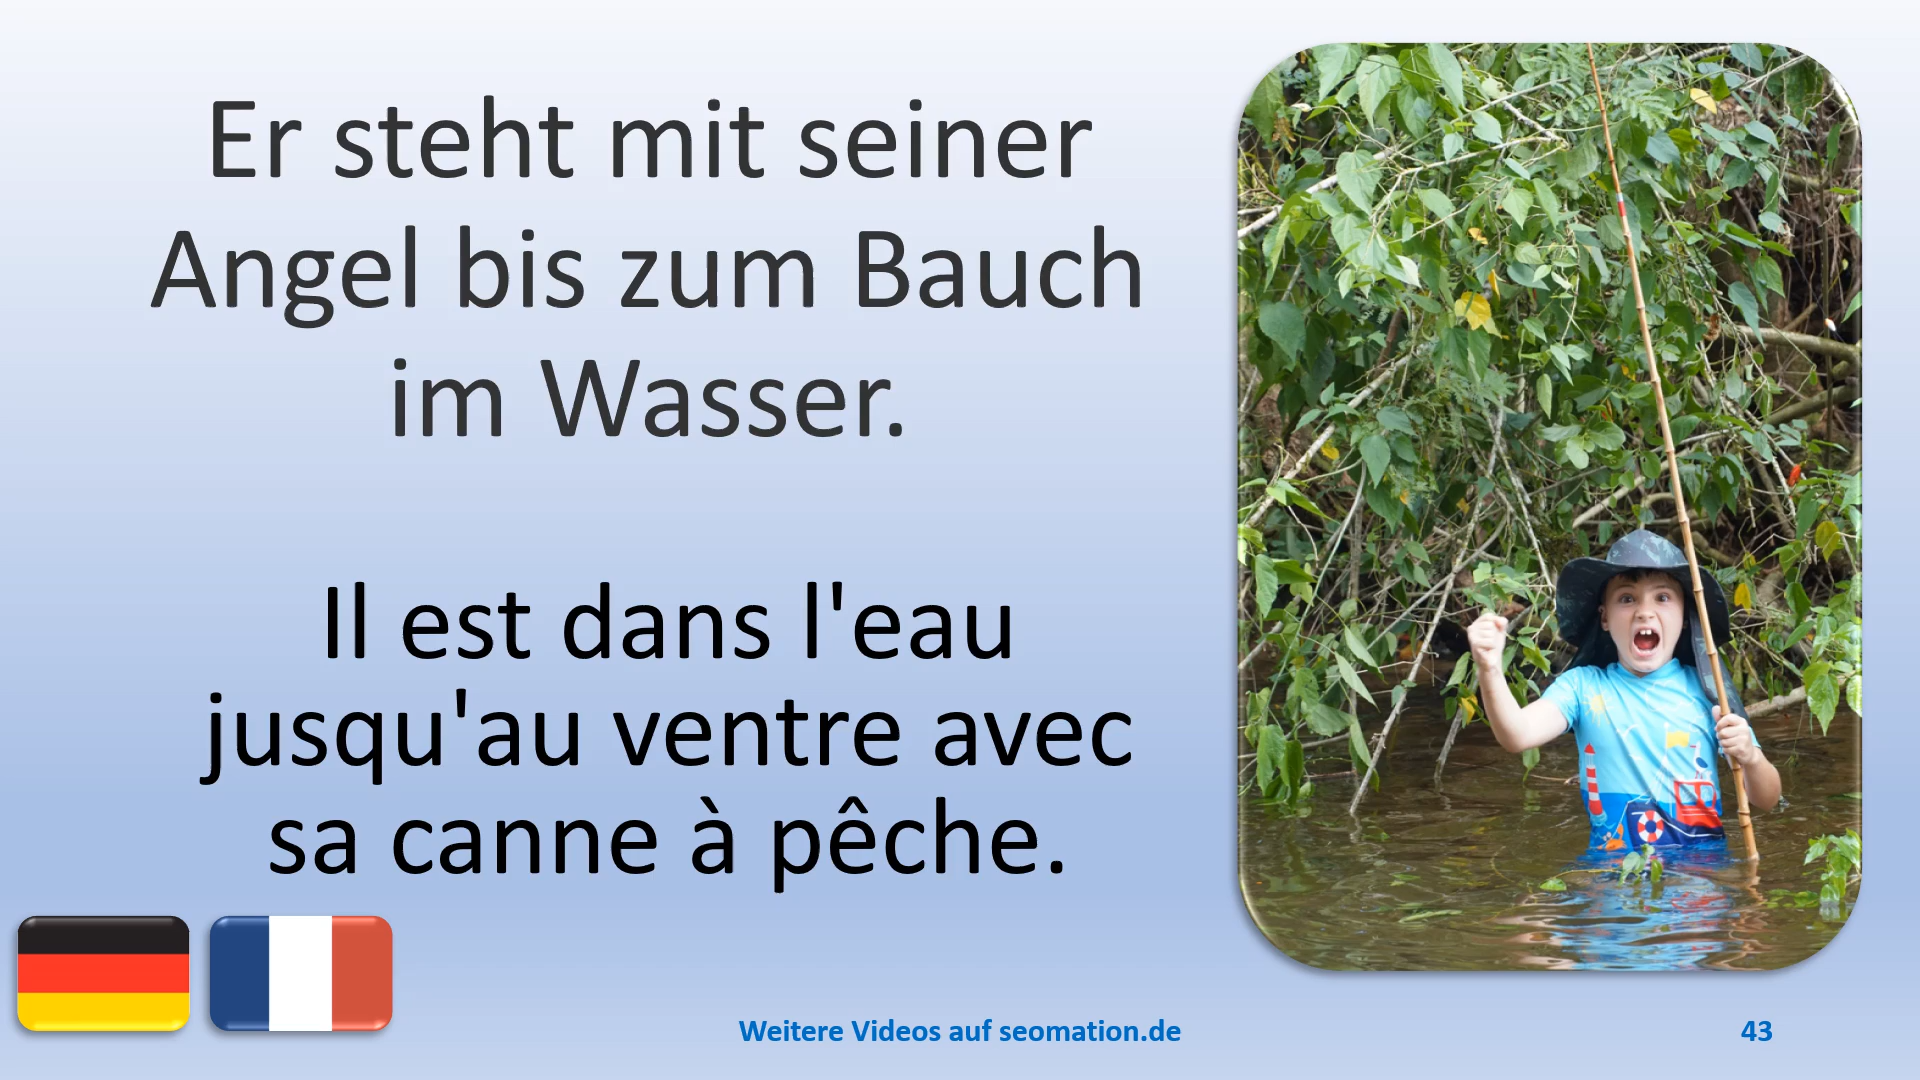 Er steht mit seiner
Angel bis zum Bauch
im Wasser.
Il est dans l'eau
jusqu'au ventre avec
sa canne à pêche.
Weitere Videos auf seomation.de
43